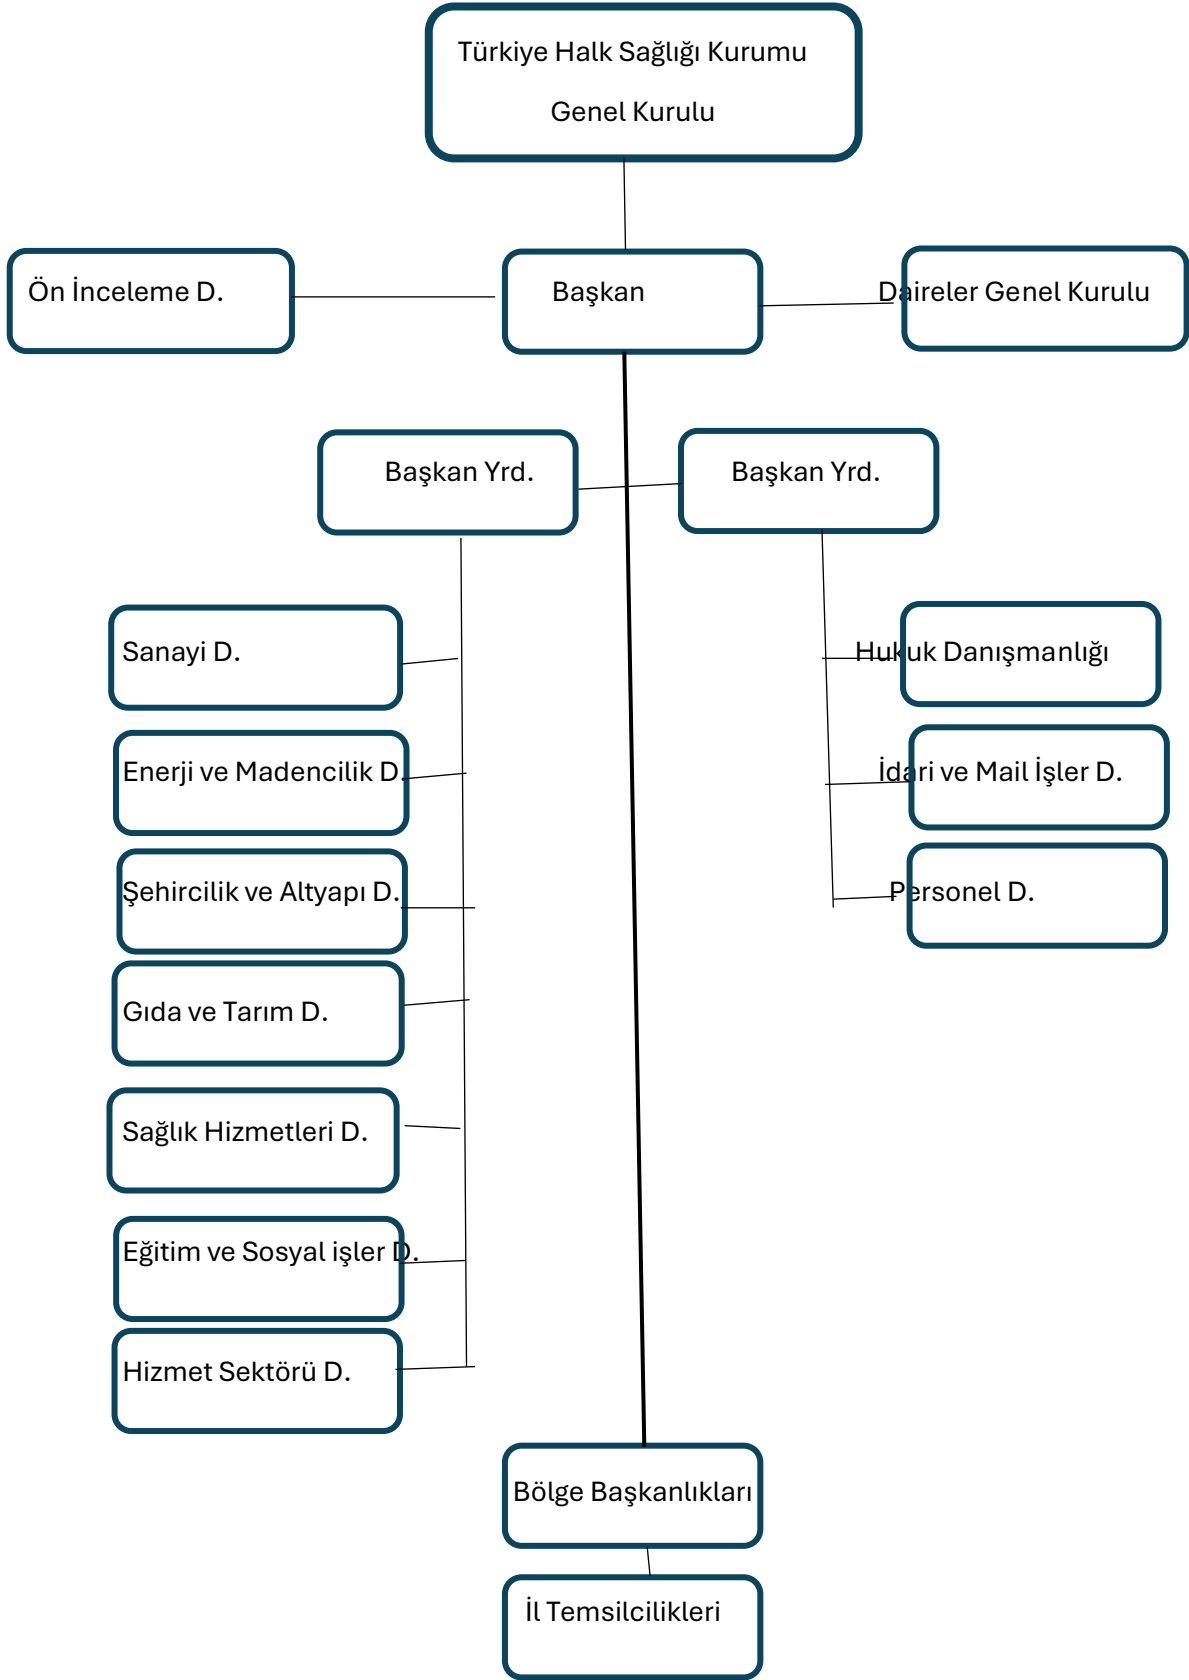 Türkiye Halk Sağlığı Kurumu
Genel Kurulu
Ön İnceleme D.
Başkan
Daireler Genel Kurulu
Başkan Yrd.
Başkan Yrd.
Sanayi D.
Hukuk Danışmanlığı
Enerji ve Madencilik D.
İdari ve Mail İşler D.
Şehircilik ve Altyapı D.
Personel D.
Gıda ve Tarım D.
Sağlık Hizmetleri D.
Eğitim ve Sosyal işler D.
Hizmet Sektörü D.
Bölge Başkanlıkları
İl Temsilcilikleri